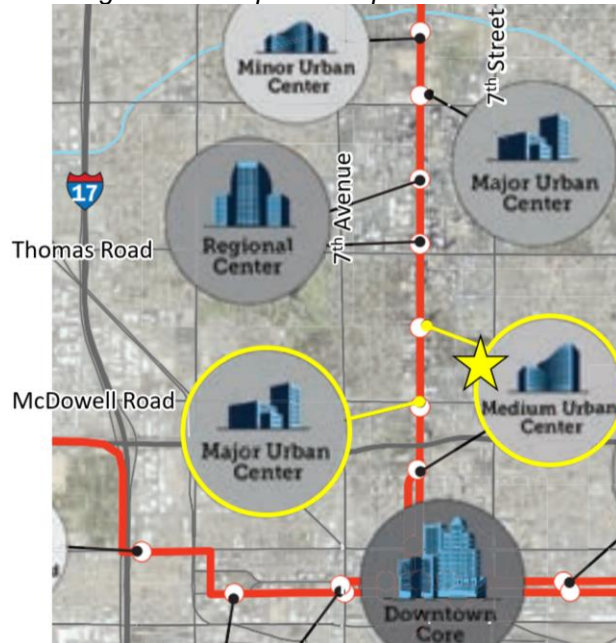 Minor Urban
Center
7th Street
Major Urban
Center
17
Regional
Center
7th Avenue
Thomas Road
McDowell Road
Major Urban
Center
Medium Urban
Center
Downtown
Core